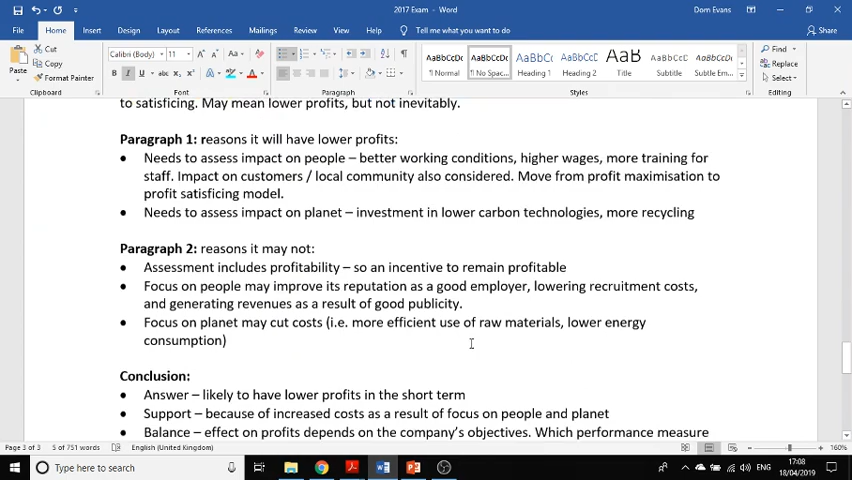 2017 Exam - Word
Dom Evans
File Home Insert Design Layout References Mailings Review View Help Tell me what you want to do Share
Paste
Cut
Copy
Format Painter
Clipboard
Calibri (Body) 11
Font
Paragraph
AaBbCcDc AaBbCcDc AaBbCc AaBbCcC AaB AaBbCcD AaBbCcDc
¶ Normal ¶ No Spac... Heading 1 Heading 2 Title Subtitle Subtle Em...
Styles
Find
Replace
Select
Editing
to satisficing. May mean lower profits, but not inevitably.
Paragraph 1: reasons it will have lower profits:
• Needs to assess impact on people – better working conditions, higher wages, more training for
staff. Impact on customers / local community also considered. Move from profit maximisation to
profit satisficing model.
• Needs to assess impact on planet – investment in lower carbon technologies, more recycling
Paragraph 2: reasons it may not:
• Assessment includes profitability – so an incentive to remain profitable
• Focus on people may improve its reputation as a good employer, lowering recruitment costs,
and generating revenues as a result of good publicity.
• Focus on planet may cut costs (i.e. more efficient use of raw materials, lower energy
consumption)
Conclusion:
• Answer – likely to have lower profits in the short term
• Support – because of increased costs as a result of focus on people and planet
• Balance – effect on profits depends on the company's objectives. Which performance measure
Page 3 of 3 5 of 751 words English (United Kingdom) 160%
Type here to search
ENG
17:08
18/04/2019